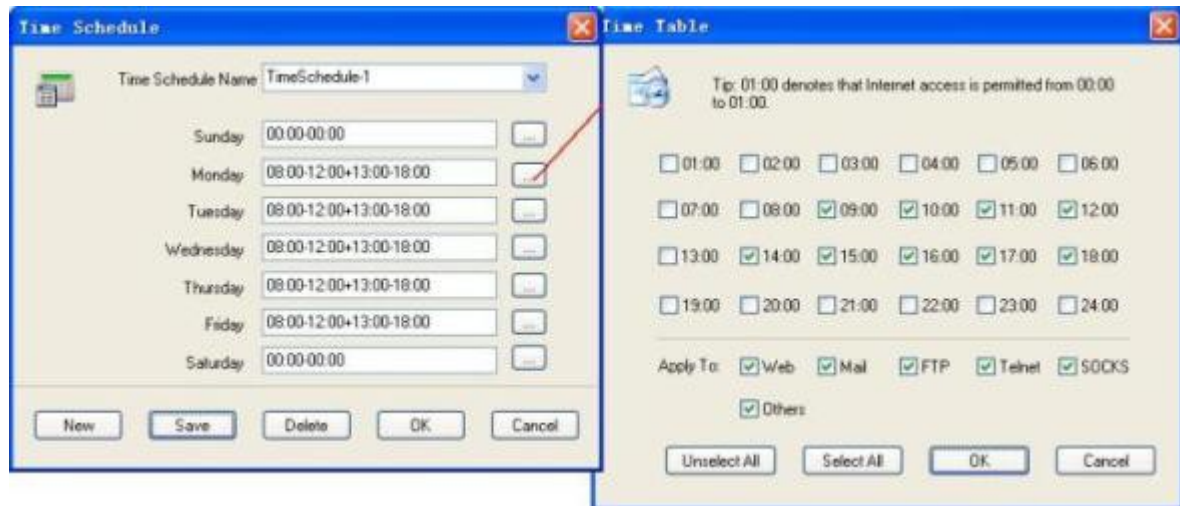 Time Schedule
Time Schedule Name TimeSchedule-1
Sunday 00:00-00:00 ...
Monday 08:00-12:00+13:00-18:00 ...
Tuesday 08:00-12:00+13:00-18:00 ...
Wednesday 08:00-12:00+13:00-18:00 ...
Thursday 08:00-12:00+13:00-18:00 ...
Friday 08:00-12:00+13:00-18:00 ...
Saturday 00:00-00:00 ...
New Save Delete OK Cancel
Time Table
Tip: 01:00 denotes that Internet access is permitted from 00:00
to 01:00.
01:00 02:00 03:00 04:00 05:00 06:00
07:00 08:00 09:00 10:00 11:00 12:00
13:00 14:00 15:00 16:00 17:00 18:00
19:00 20:00 21:00 22:00 23:00 24:00
Apply To: Web Mail FTP Telnet SOCKS
Others
Unselect All Select All OK Cancel